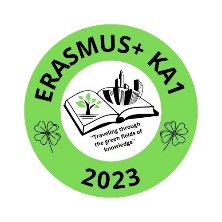 ERASMUS+ KA1
"Traveling through
the green fields of
knowledge"
2023